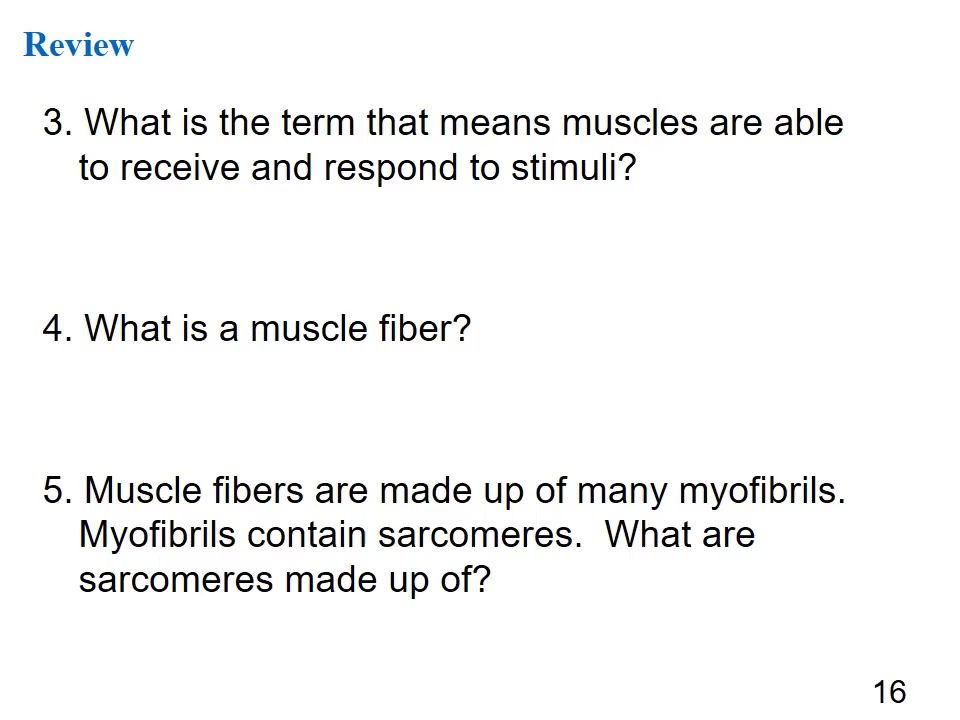 Review
3. What is the term that means muscles are able
to receive and respond to stimuli?
4. What is a muscle fiber?
5. Muscle fibers are made up of many myofibrils.
Myofibrils contain sarcomeres.  What are
sarcomeres made up of?
16